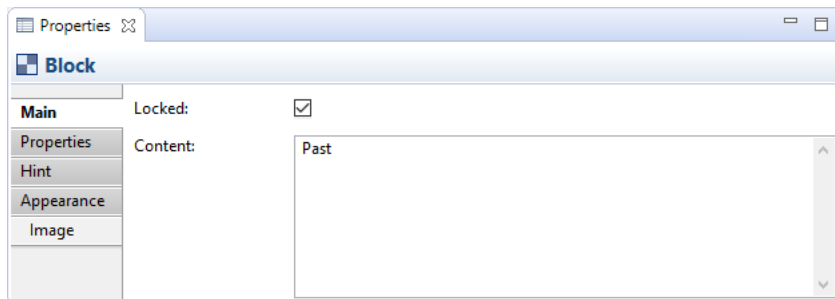 Properties
Block
Main
Locked:
Properties
Content:
Past
Hint
Appearance
Image